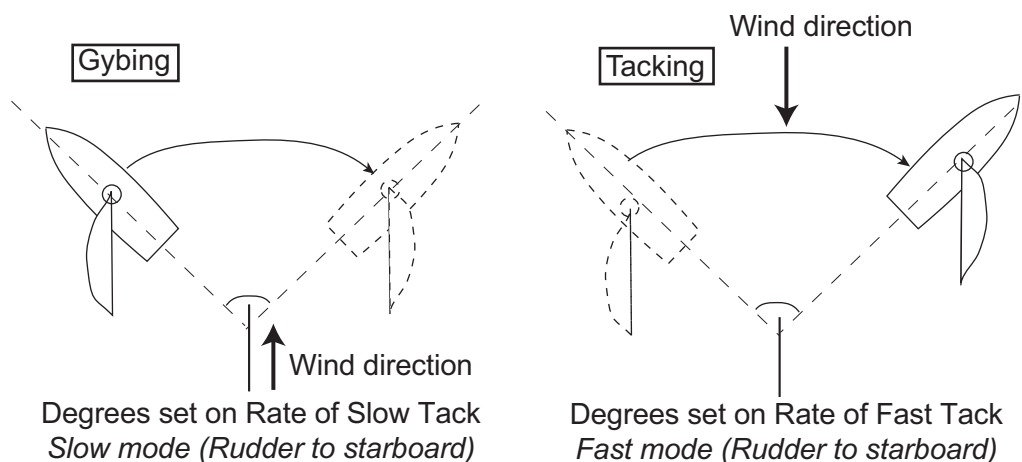 Gybing
Wind direction
Degrees set on Rate of Slow Tack
Slow mode (Rudder to starboard)
Wind direction
Tacking
Degrees set on Rate of Fast Tack
Fast mode (Rudder to starboard)